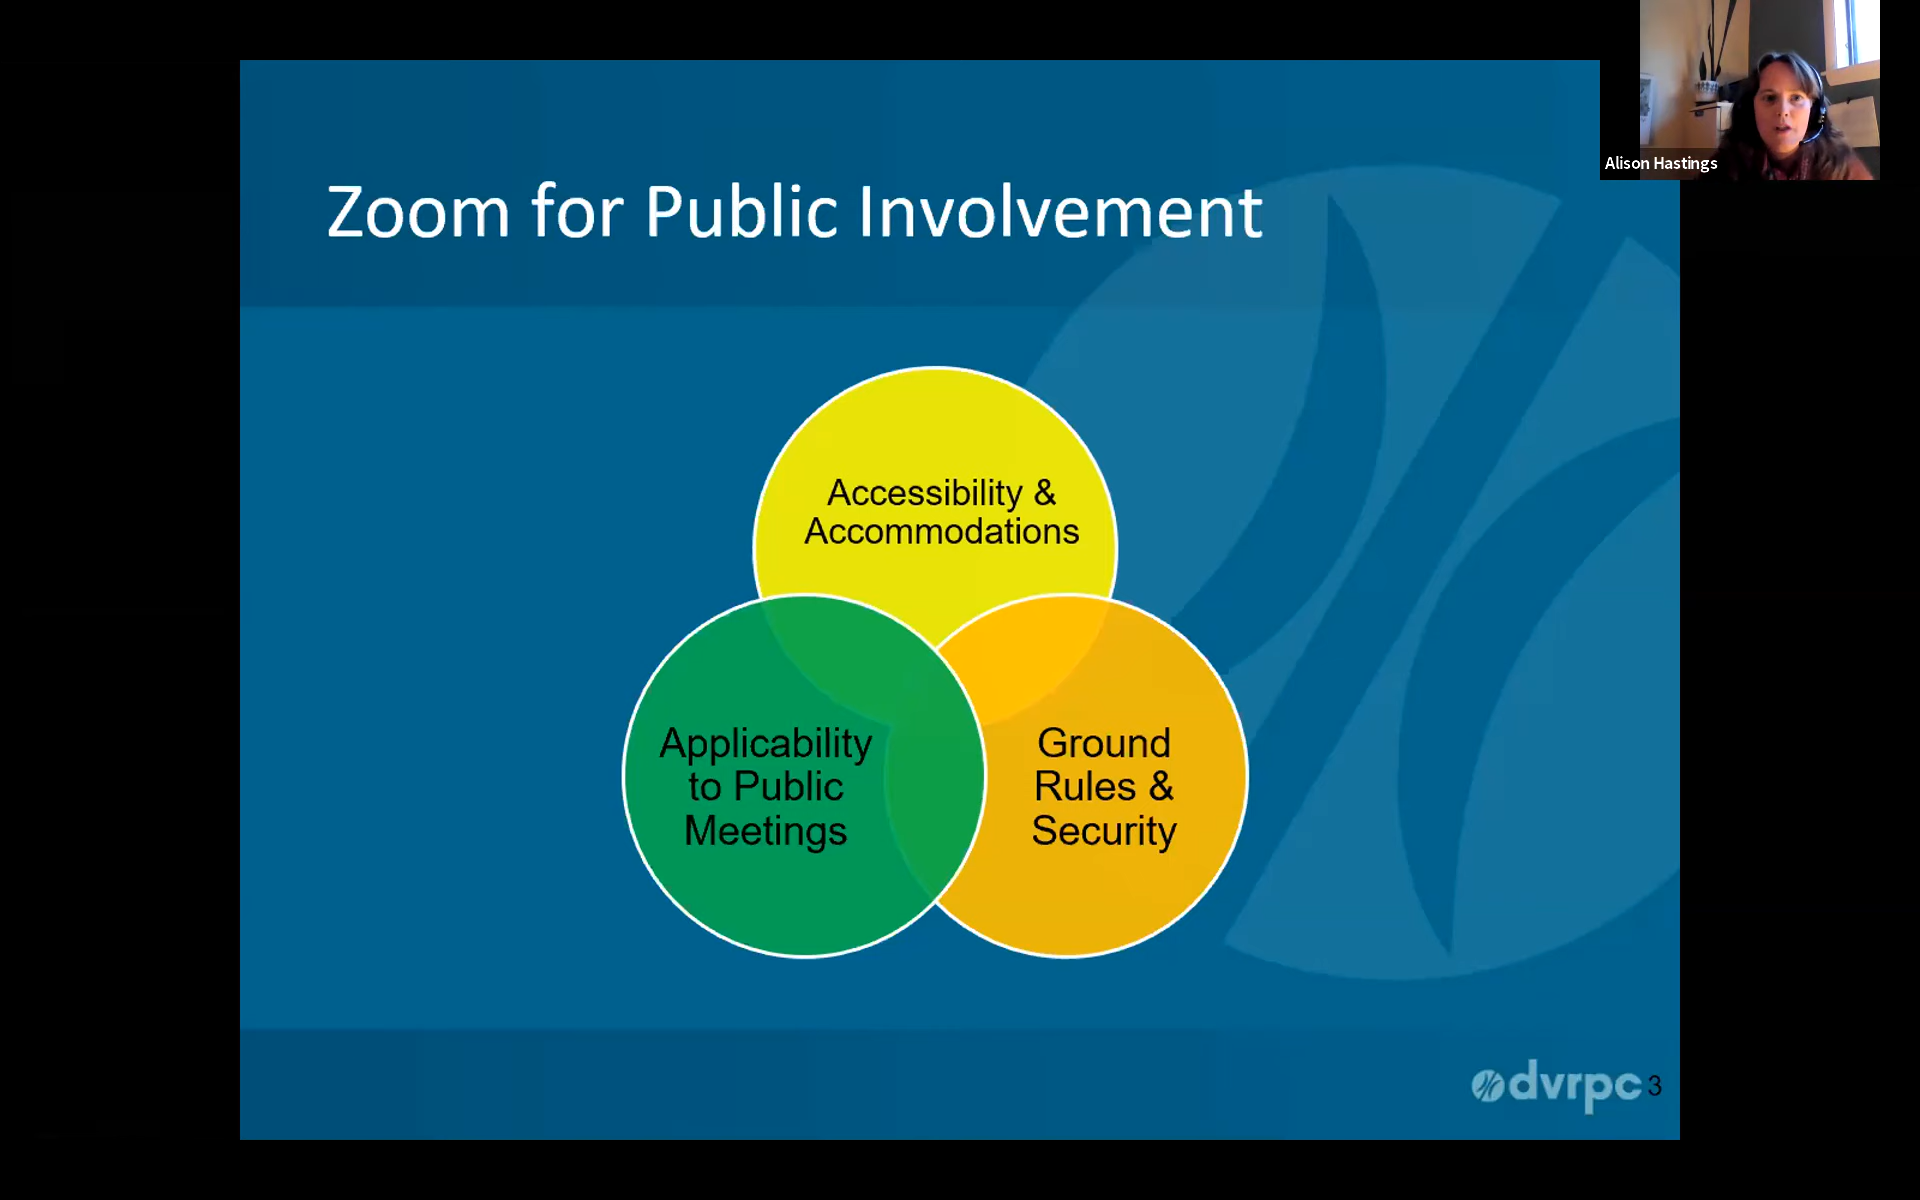 Alison Hastings
Zoom for Public Involvement
Accessibility &
Accommodations
Applicability
to Public
Meetings
Ground
Rules &
Security
dvrpc 3